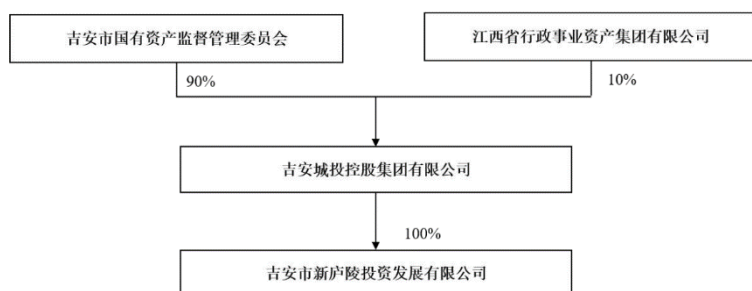 吉安市国有资产监督管理委员会
江西省行政事业资产集团有限公司
90%
10%
吉安城投控股集团有限公司
100%
吉安市新庐陵投资发展有限公司